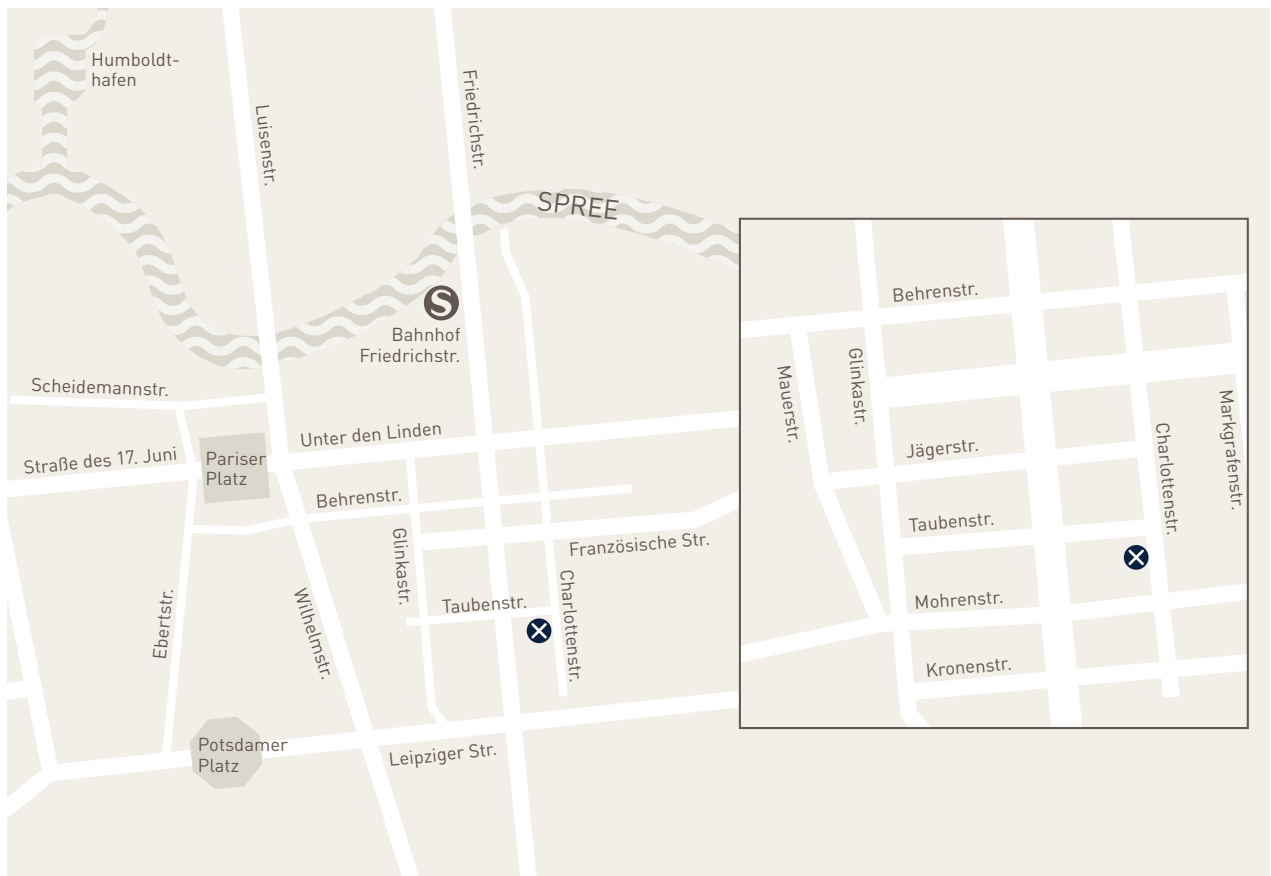 Humboldt-
hafen
Luisenstr.
Friedrichstr.
SPREE
S
Bahnhof
Friedrichstr.
Scheidemannstr.
Straße des 17. Juni
Pariser
Platz
Unter den Linden
Behrenstr.
Glinkastr.
Französische Str.
Taubenstr.
Charlottenstr.
Ebertstr.
Wilhelmstr.
Potsdamer
Platz
Leipziger Str.
Behrenstr.
Mauerstr.
Glinkastr.
Jägerstr.
Charlottenstr.
Markgrafenstr.
Taubenstr.
Mohrenstr.
Kronenstr.